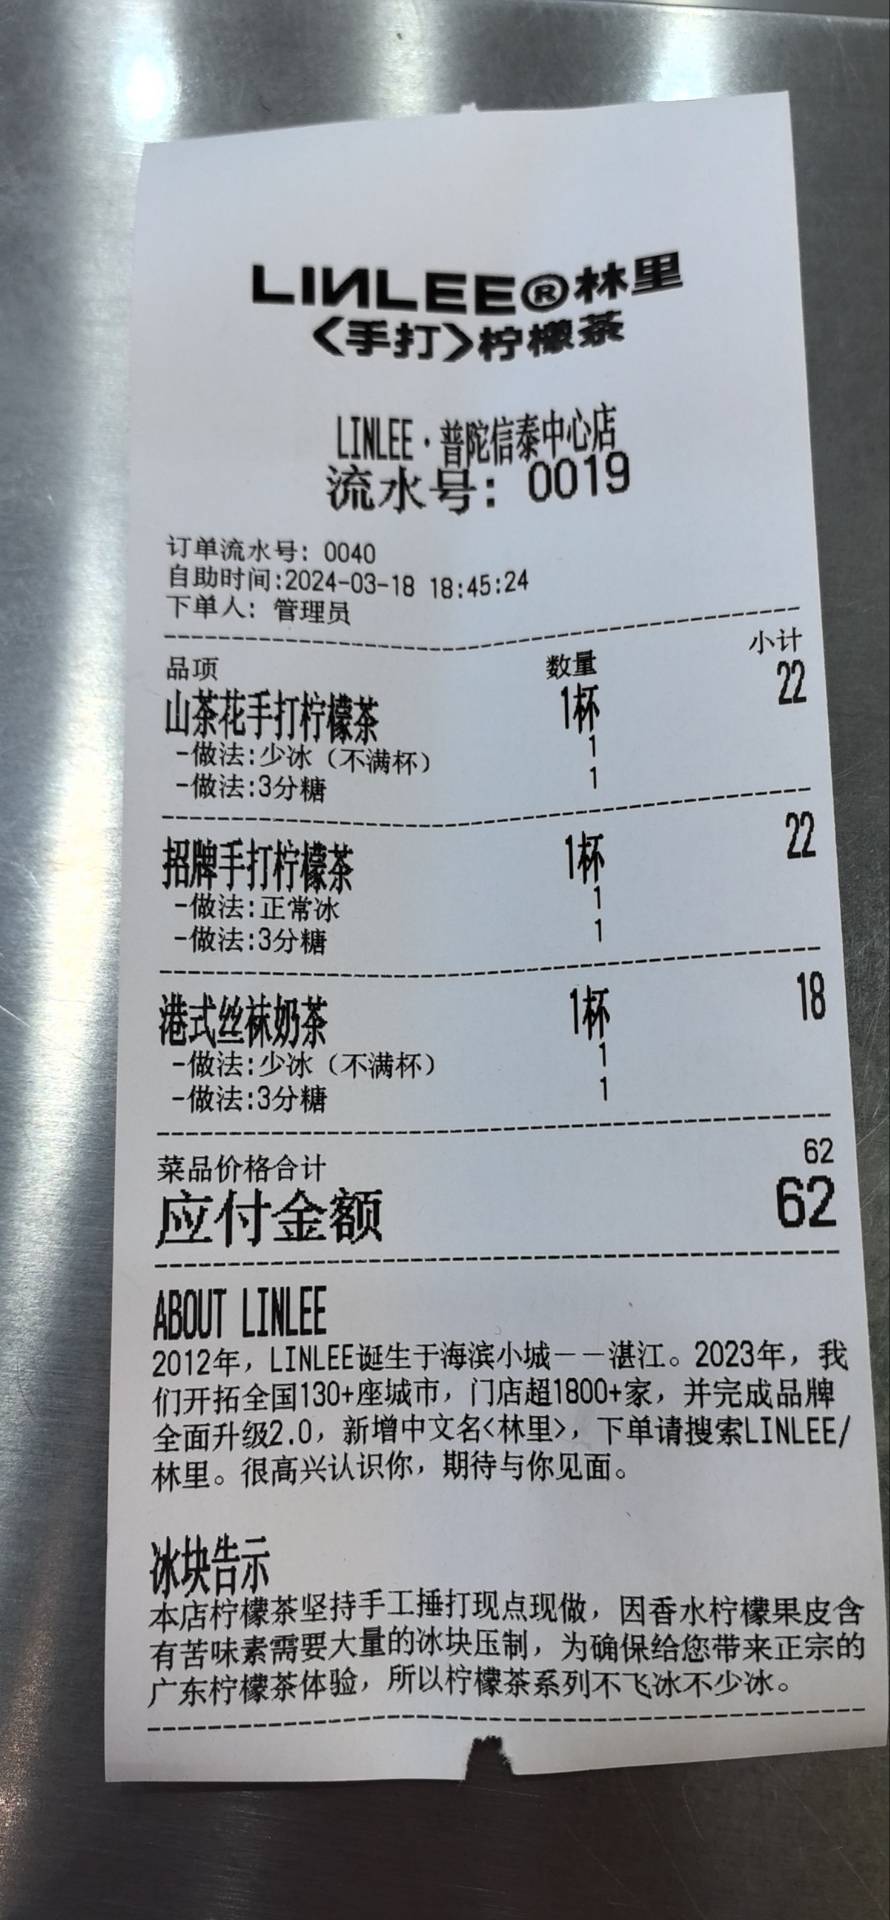 LINLEE®林里
<手打>柠檬茶
LINLEE·普陀信泰中心店
流水号: 0019
订单流水号: 0040
自助时间:2024-03-18 18:45:24
下单人: 管理员
品项 数量 小计
山茶花手打柠檬茶 1杯 22
-做法:少冰（不满杯） 1
-做法:3分糖 1
招牌手打柠檬茶 1杯 22
-做法:正常冰 1
-做法:3分糖 1
港式丝袜奶茶 1杯 18
-做法:少冰（不满杯） 1
-做法:3分糖 1
菜品价格合计 62
应付金额 62
ABOUT LINLEE
2012年，LINLEE诞生于海滨小城——湛江。2023年，我
们开拓全国130+座城市，门店超1800+家，并完成品牌
全面升级2.0，新增中文名<林里>，下单请搜索LINLEE/
林里。很高兴认识你，期待与你见面。
冰块告示
本店柠檬茶坚持手工捶打现点现做，因香水柠檬果皮含
有苦味素需要大量的冰块压制，为确保给您带来正宗的
广东柠檬茶体验，所以柠檬茶系列不飞冰不少冰。